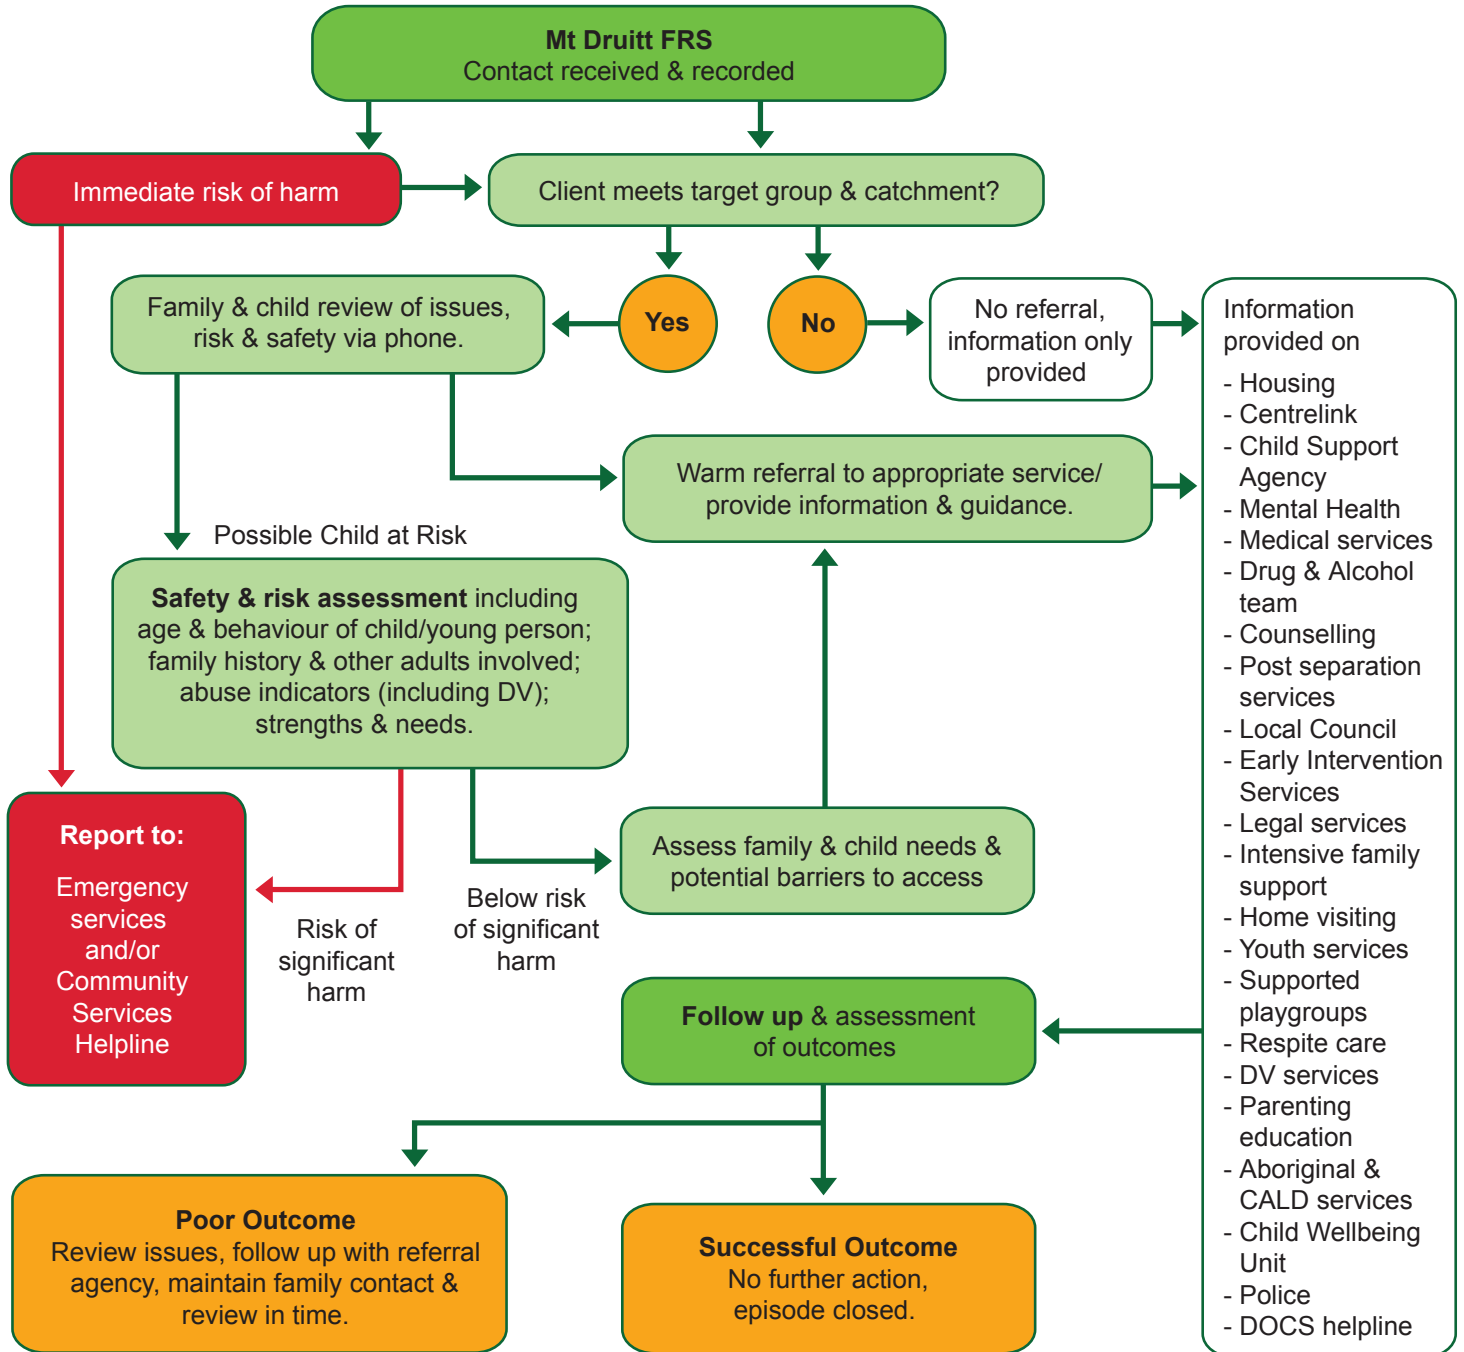 Mt Druitt FRS
Contact received & recorded
Immediate risk of harm
Client meets target group & catchment?
Family & child review of issues,
risk & safety via phone.
Yes
No
No referral,
information only
provided
Information
provided on
- Housing
- Centrelink
- Child Support
Agency
- Mental Health
- Medical services
- Drug & Alcohol
team
- Counselling
- Post separation
services
- Local Council
- Early Intervention
Services
- Legal services
- Intensive family
support
- Home visiting
- Youth services
- Supported
playgroups
- Respite care
- DV services
- Parenting
education
- Aboriginal &
CALD services
- Child Wellbeing
Unit
- Police
- DOCS helpline
Warm referral to appropriate service/
provide information & guidance.
Possible Child at Risk
Safety & risk assessment including
age & behaviour of child/young person;
family history & other adults involved;
abuse indicators (including DV);
strengths & needs.
Report to:
Emergency
services
and/or
Community
Services
Helpline
Risk of
significant
harm
Below risk
of significant
harm
Assess family & child needs &
potential barriers to access
Follow up & assessment
of outcomes
Poor Outcome
Review issues, follow up with referral
agency, maintain family contact &
review in time.
Successful Outcome
No further action,
episode closed.